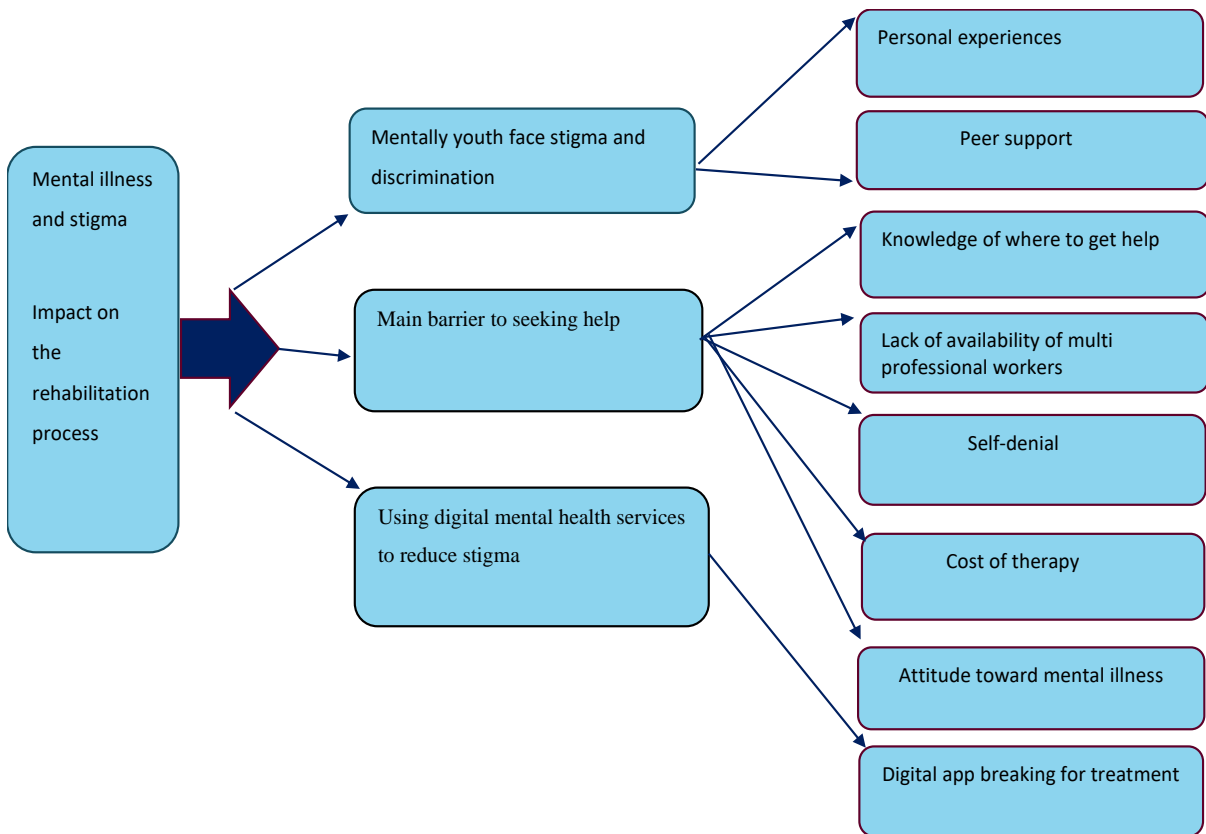 Mental illness
and stigma
Impact on
the
rehabilitation
process
Mentally youth face stigma and
discrimination
Main barrier to seeking help
Using digital mental health services
to reduce stigma
Personal experiences
Peer support
Knowledge of where to get help
Lack of availability of multi
professional workers
Self-denial
Cost of therapy
Attitude toward mental illness
Digital app breaking for treatment